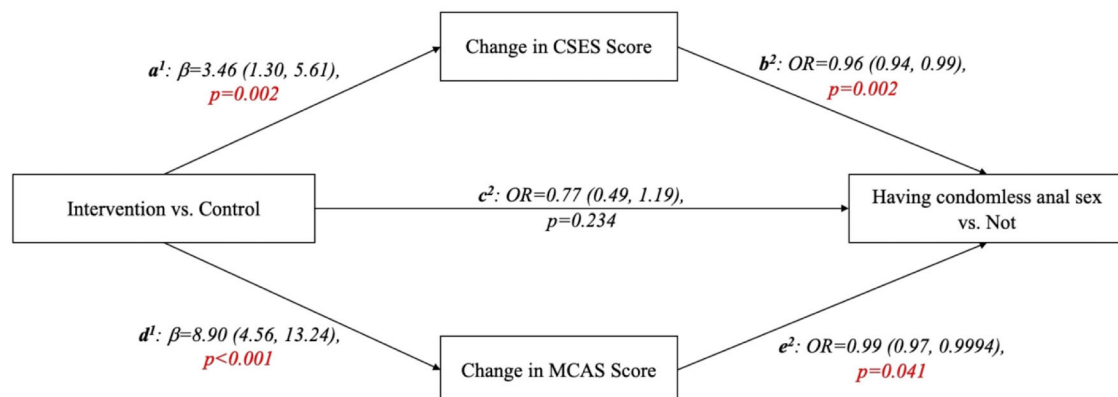 Change in CSES Score
a¹: β=3.46 (1.30, 5.61),
p=0.002
b²: OR=0.96 (0.94, 0.99),
p=0.002
Intervention vs. Control
c²: OR=0.77 (0.49, 1.19),
p=0.234
Having condomless anal sex
vs. Not
d¹: β=8.90 (4.56, 13.24),
p<0.001
Change in MCAS Score
e²: OR=0.99 (0.97, 0.9994),
p=0.041